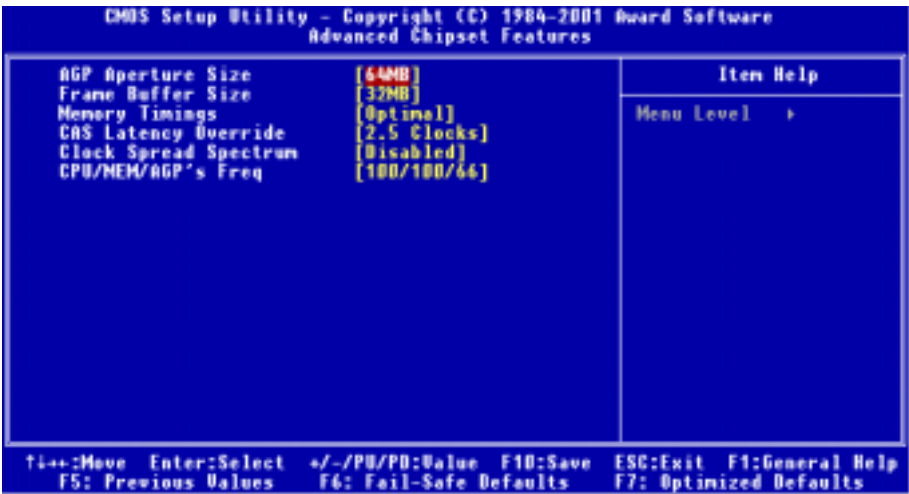 CMOS Setup Utility - Copyright (C) 1984-2001 Award Software
Advanced Chipset Features
AGP Aperture Size [64MB]
Frame Buffer Size [32MB]
Memory Timings [Optimal]
CAS Latency Override [2.5 Clocks]
Clock Spread Spectrum [Disabled]
CPU/MEM/AGP's Freq [100/100/66]
Item Help
Menu Level ▸
↑↓→←:Move Enter:Select +/-/PU/PD:Value F10:Save ESC:Exit F1:General Help
F5: Previous Values F6: Fail-Safe Defaults F7: Optimized Defaults